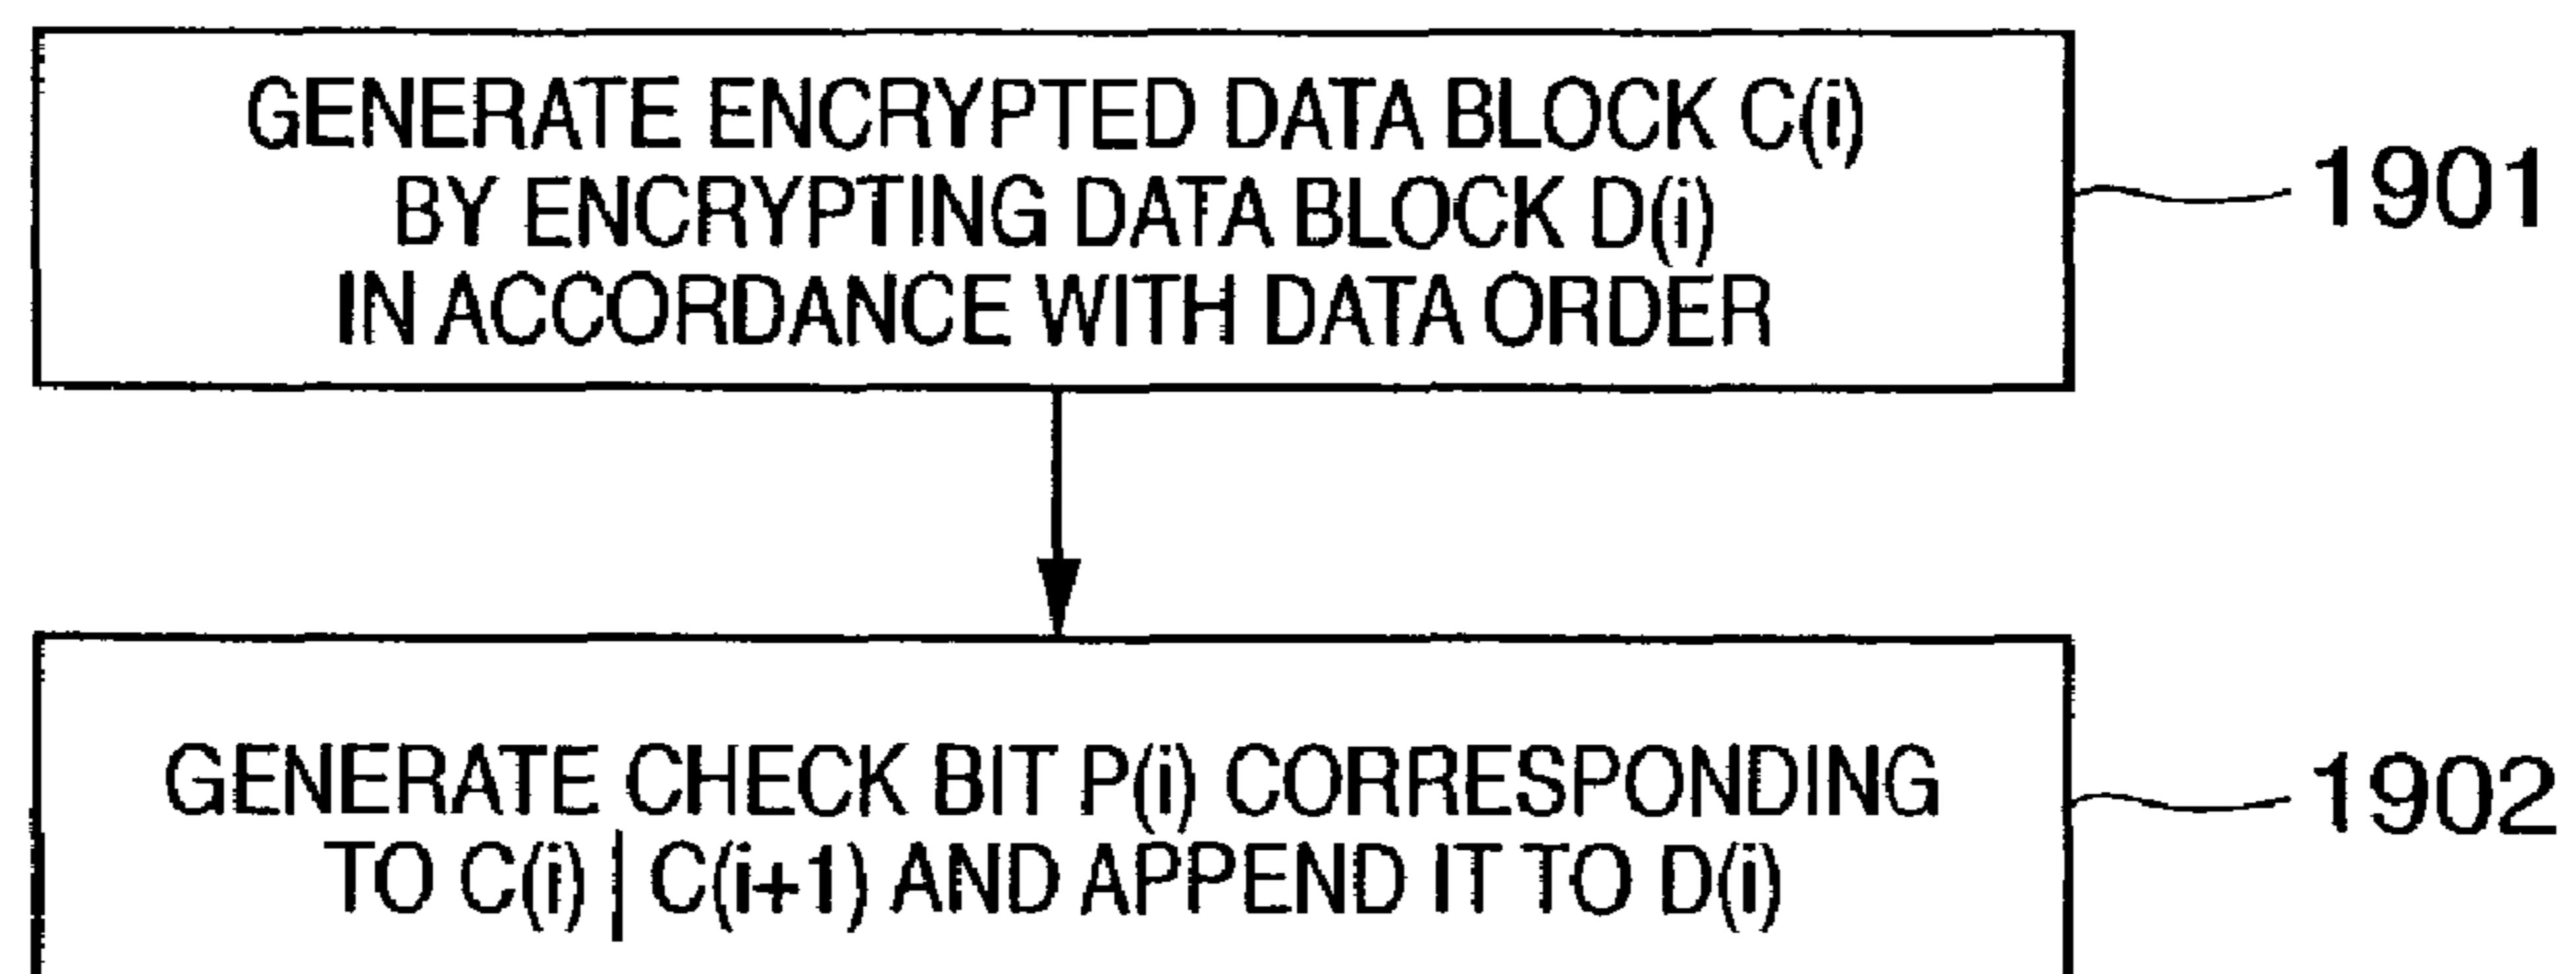 GENERATE ENCRYPTED DATA BLOCK C(i)
BY ENCRYPTING DATA BLOCK D(i)
IN ACCORDANCE WITH DATA ORDER
1901
GENERATE CHECK BIT P(i) CORRESPONDING
TO C(i) | C(i+1) AND APPEND IT TO D(i)
1902